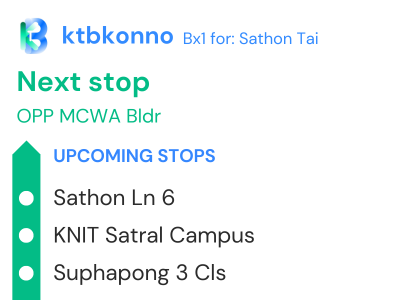 ktbkonno Bx1 for: Sathon Tai
Next stop
OPP MCWA Bldr
UPCOMING STOPS
Sathon Ln 6
KNIT Satral Campus
Suphapong 3 Cls